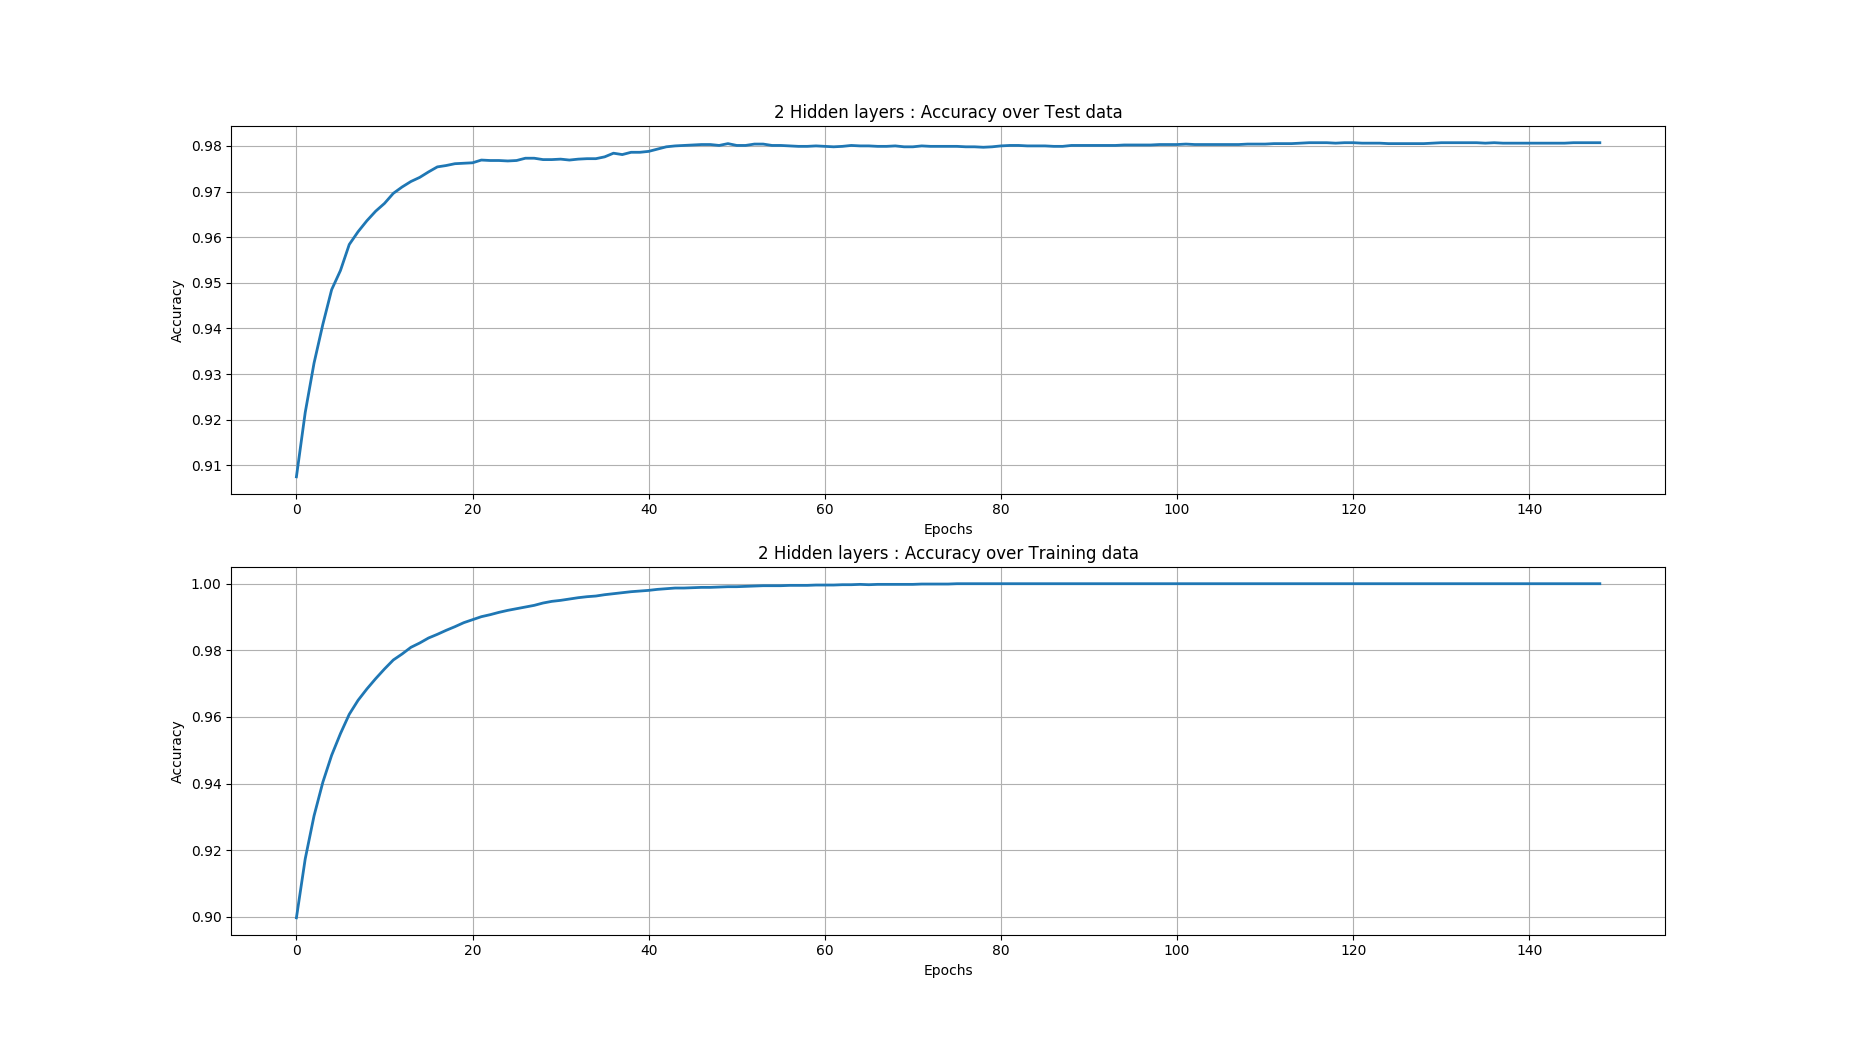 2 Hidden layers : Accuracy over Test data
0.98
0.97
0.96
0.95
0.94
0.93
0.92
0.91
Accuracy
0 20 40 60 80 100 120 140
Epochs
2 Hidden layers : Accuracy over Training data
1.00
0.98
0.96
0.94
0.92
0.90
Accuracy
0 20 40 60 80 100 120 140
Epochs